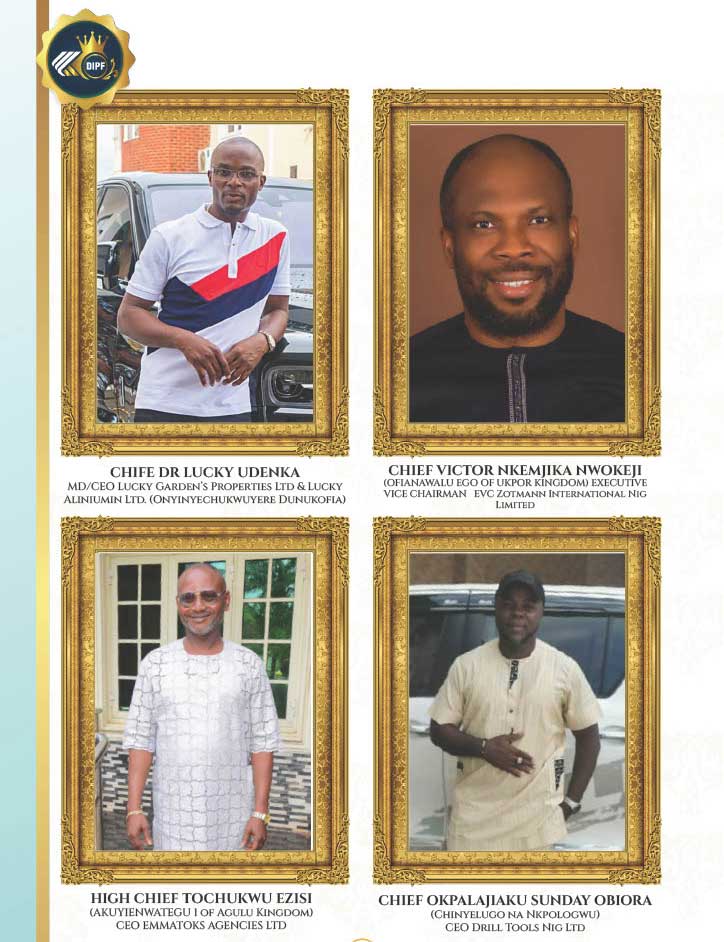 DIPF
CHIFE DR LUCKY UDENKA
MD/CEO LUCKY GARDEN'S PROPERTIES LTD & LUCKY
ALINIUMIN LTD. (ONYINYECHUKWUYERE DUNUKOFIA)
CHIEF VICTOR NKEMJIKA NWOKEJI
(OFIANAWALU EGO OF UKPOR KINGDOM) EXECUTIVE
VICE CHAIRMAN EVC ZOTMANN INTERNATIONAL NIG
LIMITED
HIGH CHIEF TOCHUKWU EZISI
(AKUYIENWATEGU 1 OF AGULU KINGDOM)
CEO EMMATOKS AGENCIES LTD
CHIEF OKPALAJIAKU SUNDAY OBIORA
(CHINYELUGO NA NKPOLOGWU)
CEO DRILL TOOLS NIG LTD